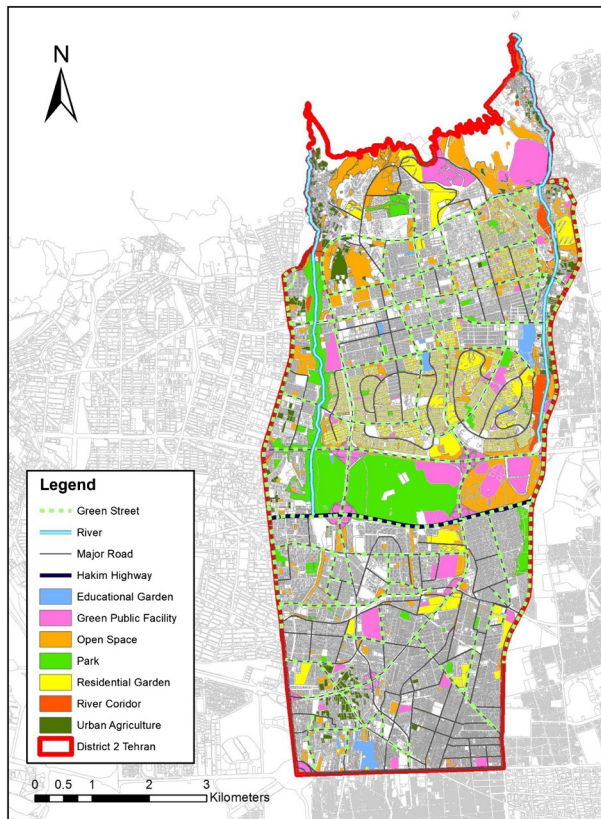 N
Legend
Green Street
River
Major Road
Hakim Highway
Educational Garden
Green Public Facility
Open Space
Park
Residential Garden
River Coridor
Urban Agriculture
District 2 Tehran
0 0.5 1 2 3
Kilometers